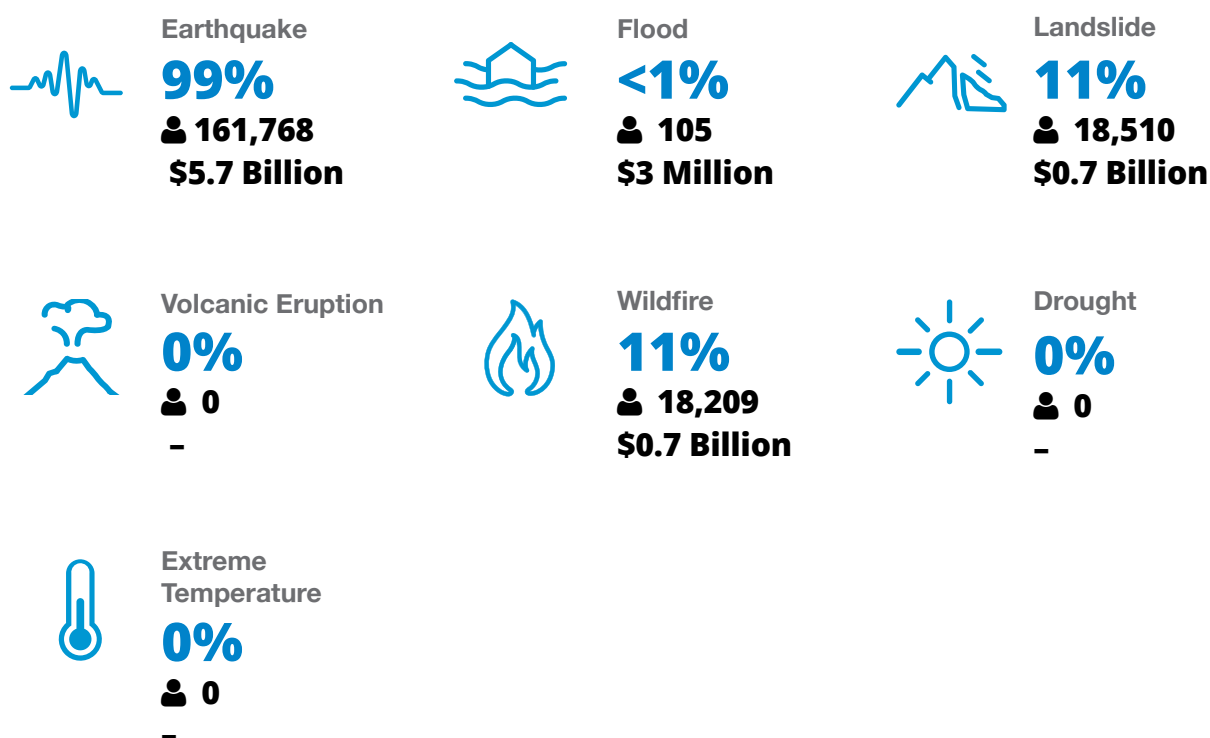 Earthquake
99%
161,768
$5.7 Billion
Flood
<1%
105
$3 Million
Landslide
11%
18,510
$0.7 Billion
Volcanic Eruption
0%
0
–
Wildfire
11%
18,209
$0.7 Billion
Drought
0%
0
–
Extreme
Temperature
0%
0
–